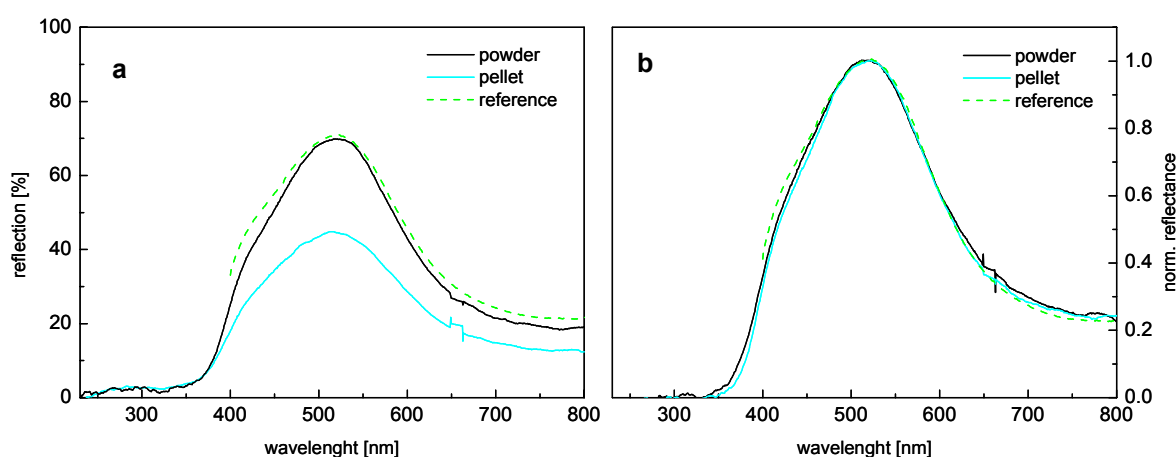 a
powder
pellet
reference
reflection [%]
100
80
60
40
20
0
300 400 500 600 700 800
wavelenght [nm]
b
powder
pellet
reference
norm. reflectance
1.0
0.8
0.6
0.4
0.2
0.0
300 400 500 600 700 800
wavelenght [nm]